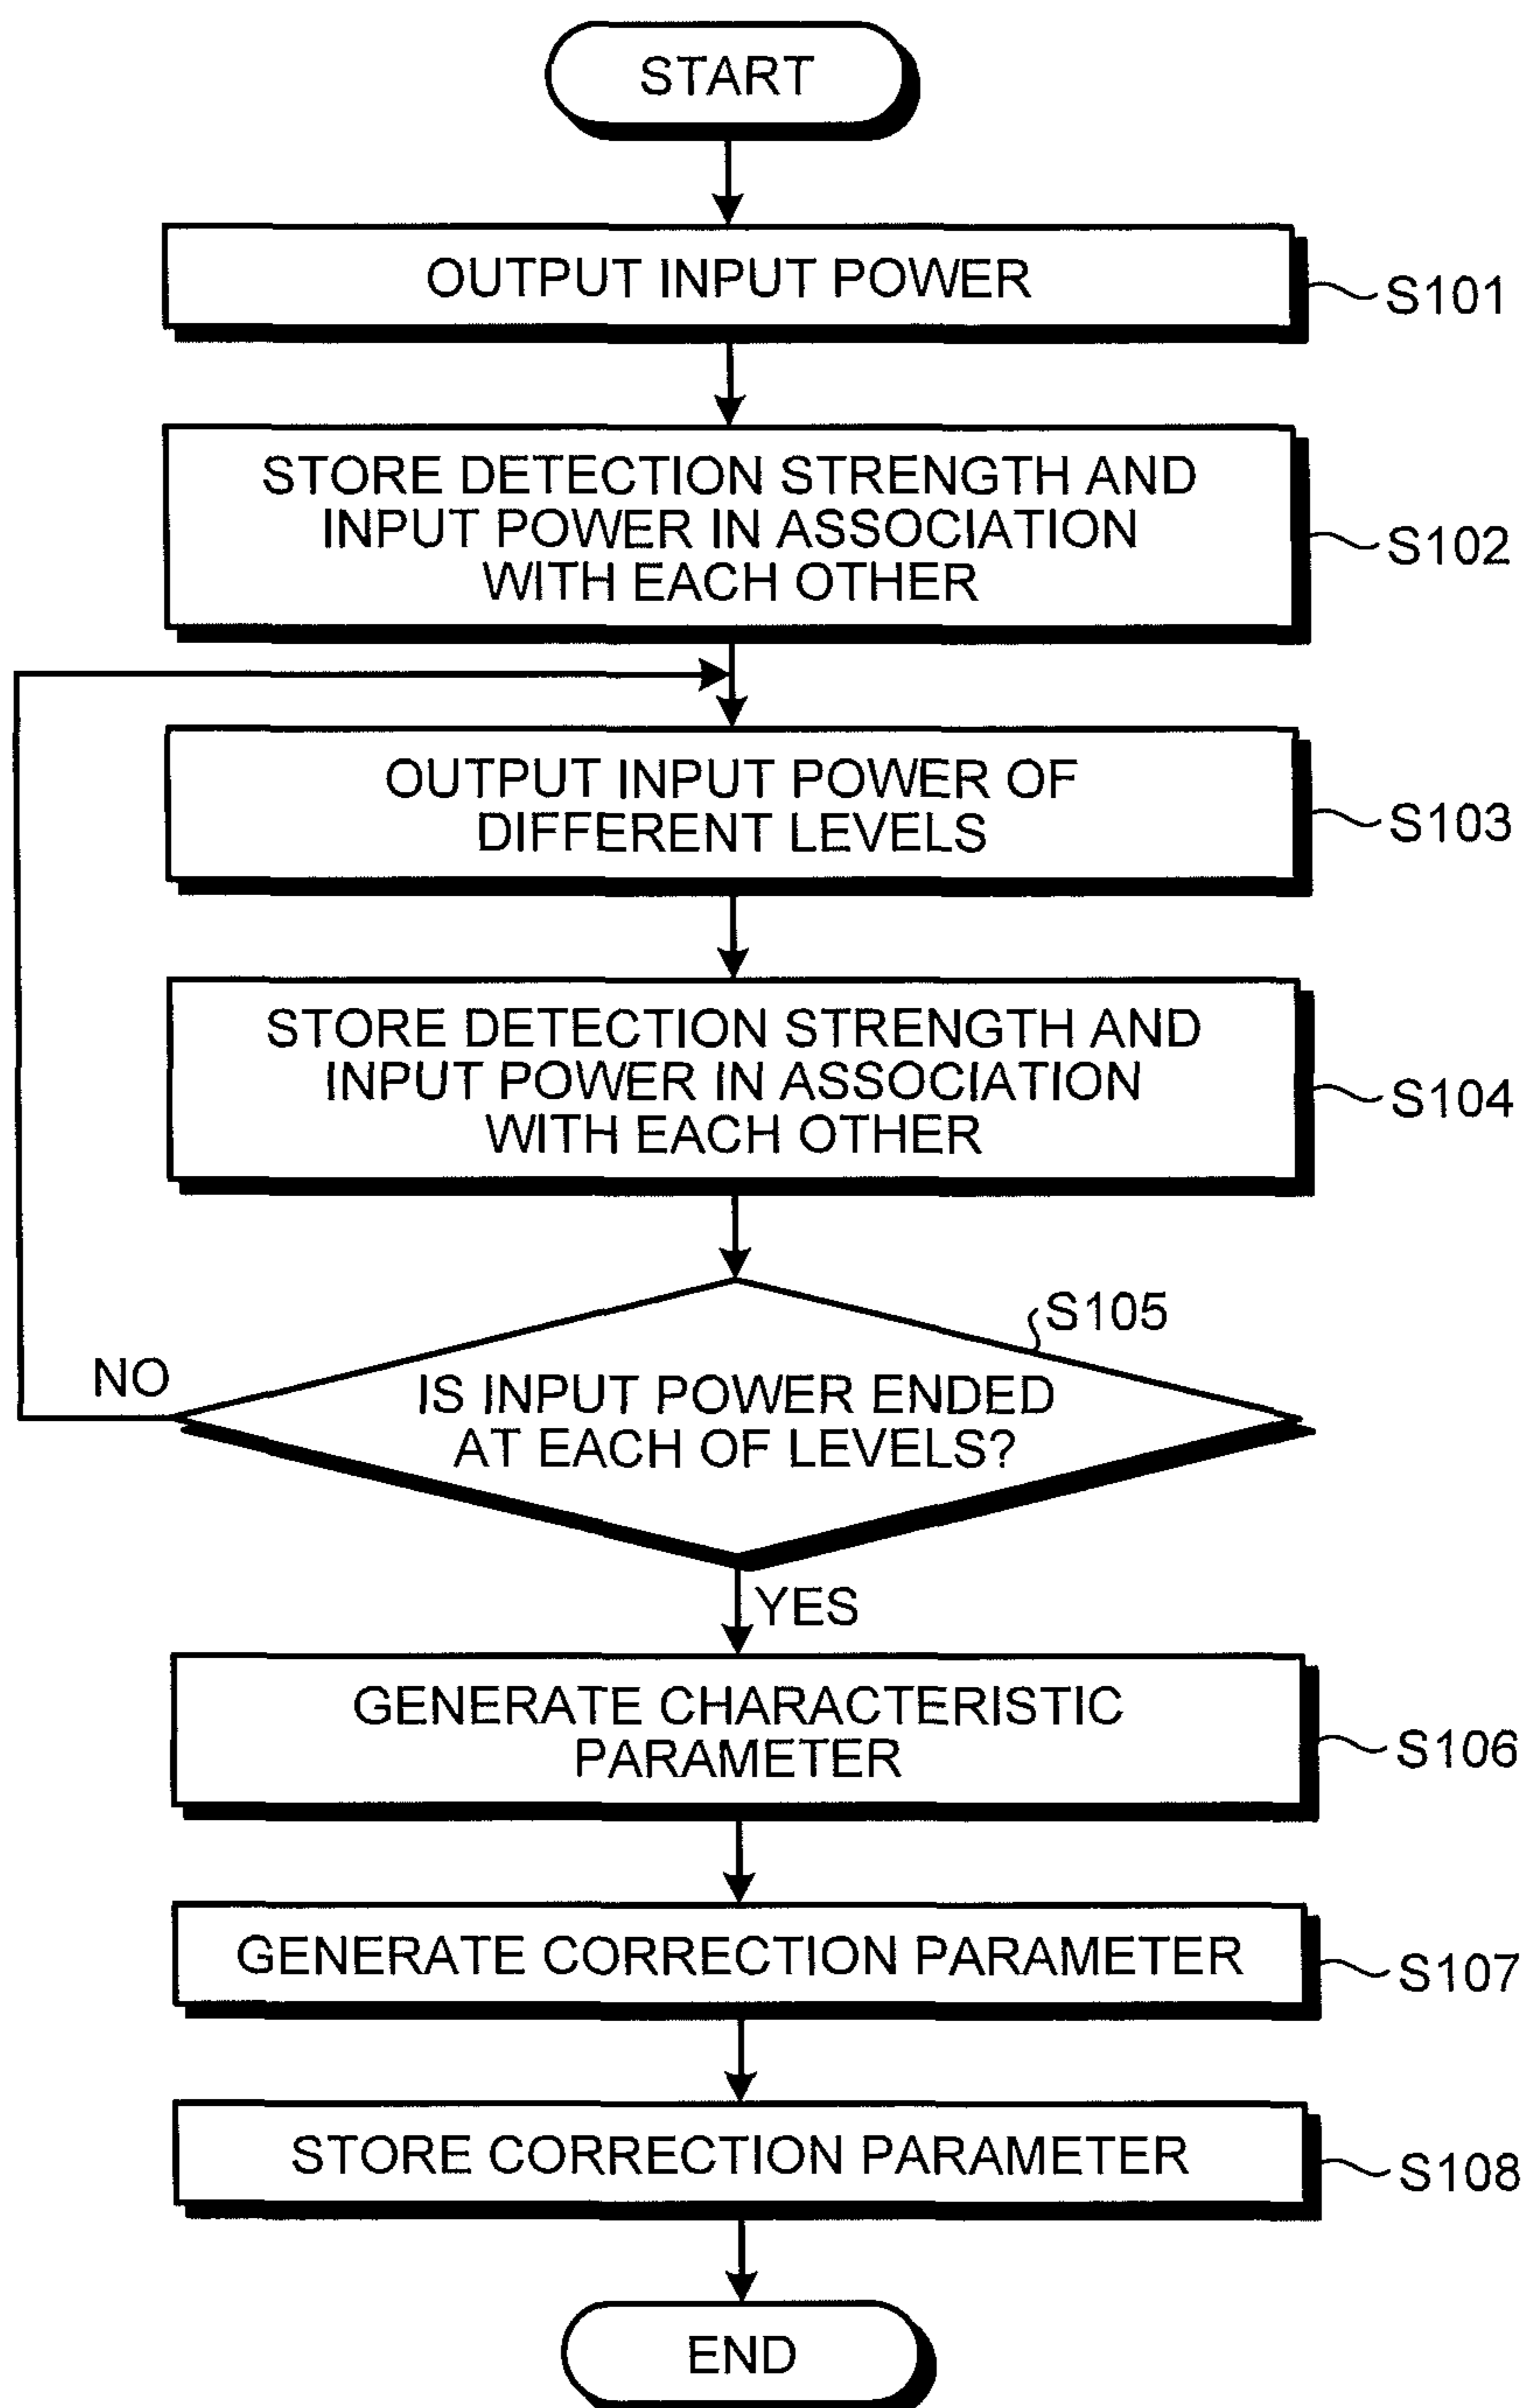 START
OUTPUT INPUT POWER
S101
STORE DETECTION STRENGTH AND
INPUT POWER IN ASSOCIATION
WITH EACH OTHER
S102
OUTPUT INPUT POWER OF
DIFFERENT LEVELS
S103
STORE DETECTION STRENGTH AND
INPUT POWER IN ASSOCIATION
WITH EACH OTHER
S104
S105
NO
IS INPUT POWER ENDED
AT EACH OF LEVELS?
YES
GENERATE CHARACTERISTIC
PARAMETER
S106
GENERATE CORRECTION PARAMETER
S107
STORE CORRECTION PARAMETER
S108
END